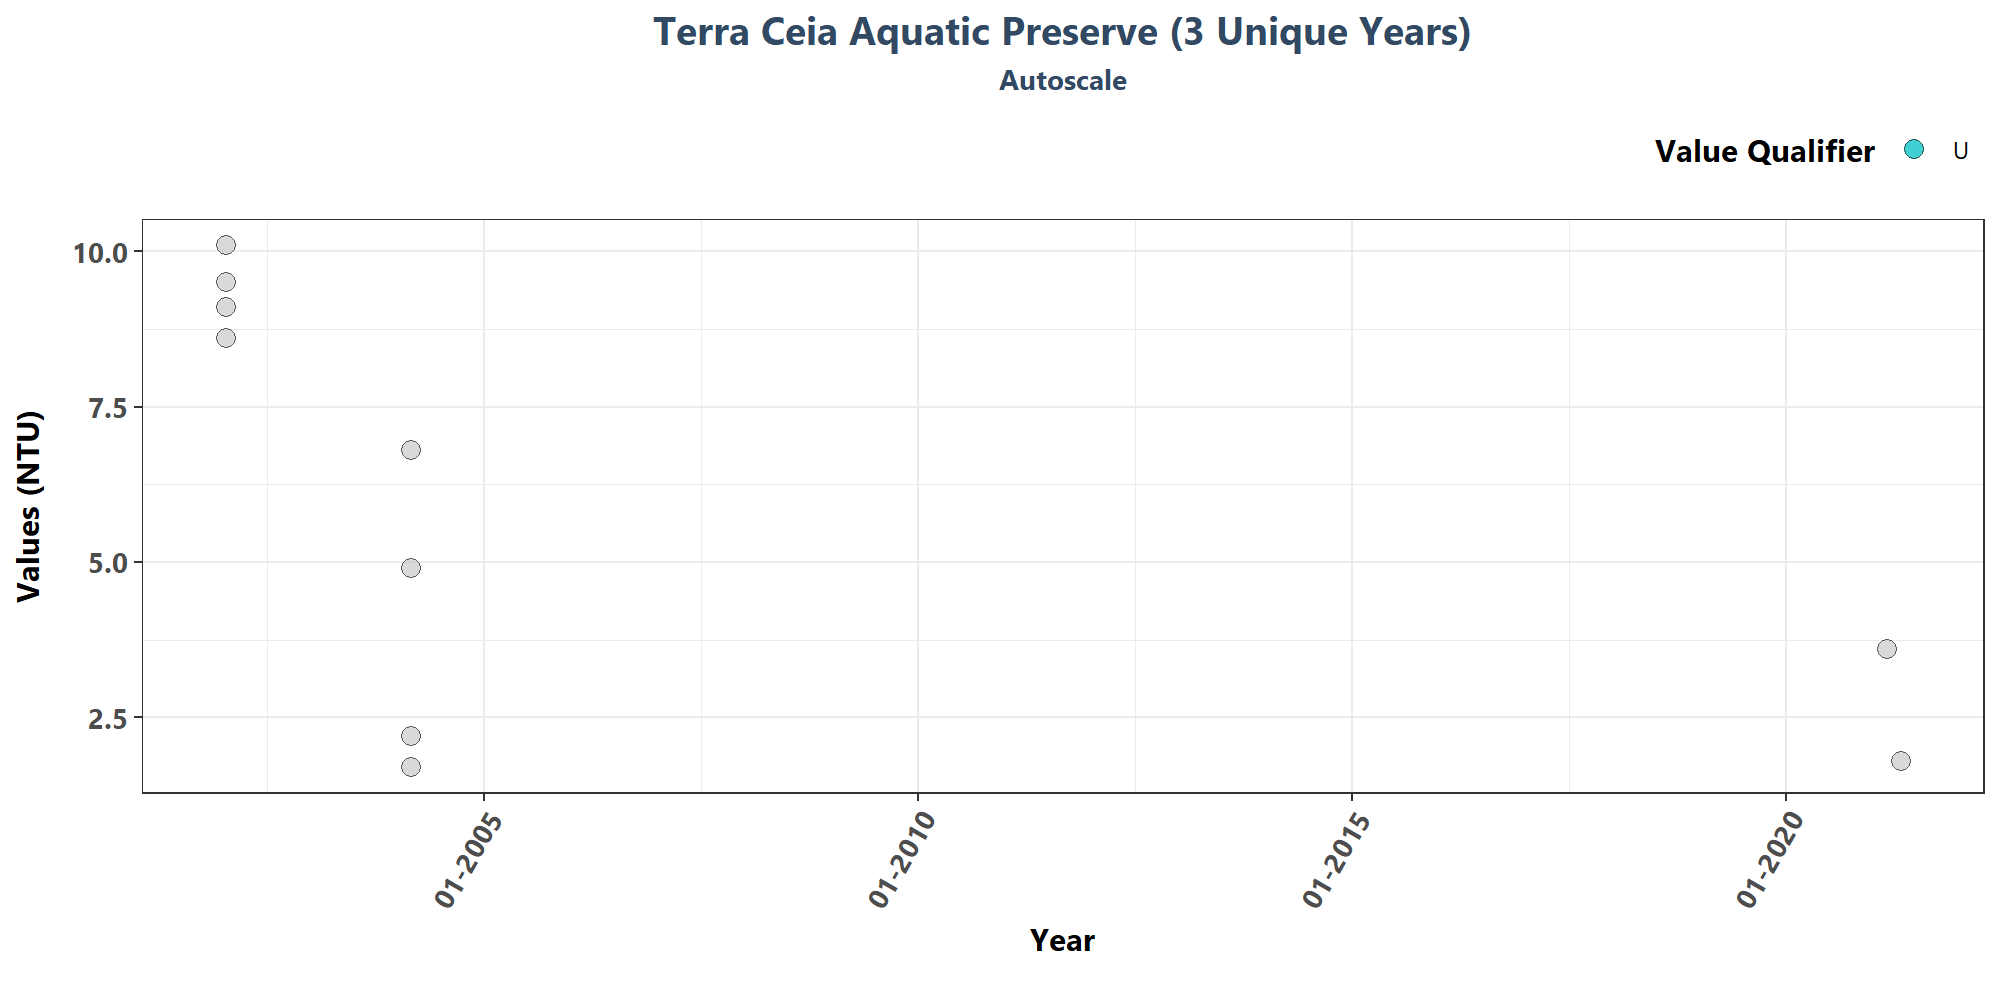 Terra Ceia Aquatic Preserve (3 Unique Years)
Autoscale
Value Qualifier U
10.0
7.5
5.0
2.5
Values (NTU)
01-2005
01-2010
01-2015
01-2020
Year